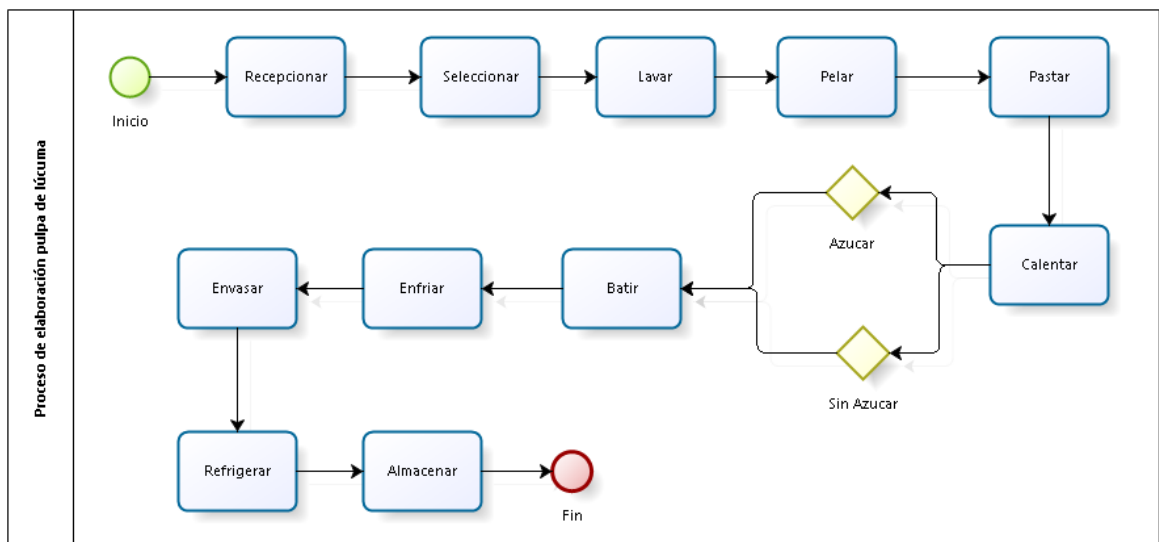 Proceso de elaboración pulpa de lúcuma
Inicio
Recepcionar
Seleccionar
Lavar
Pelar
Pastar
Calentar
Azucar
Sin Azucar
Batir
Enfriar
Envasar
Refrigerar
Almacenar
Fin